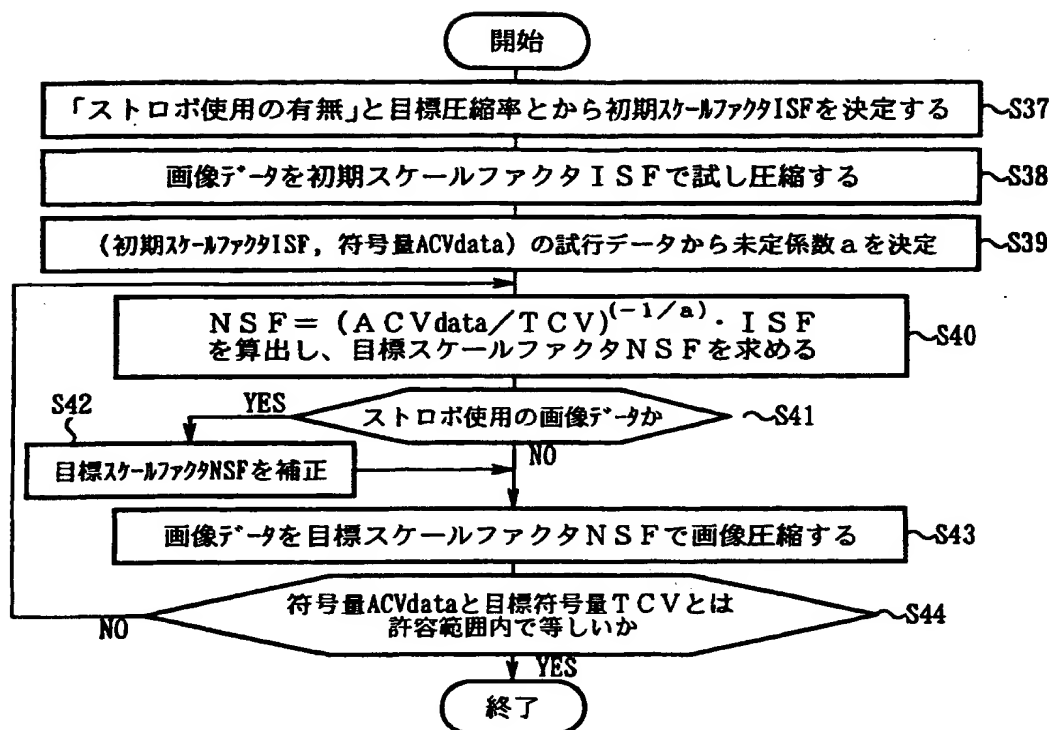 開始
「ストロボ使用の有無」と目標圧縮率とから初期スケールファクタISFを決定する
S37
画像データを初期スケールファクタISFで試し圧縮する
S38
(初期スケールファクタISF, 符号量ACVdata)の試行データから未定係数aを決定
S39
NSF=(ACVdata/TCV)^(-1/a)・ISF
を算出し、目標スケールファクタNSFを求める
S40
ストロボ使用の画像データか
S41
YES
S42
NO
目標スケールファクタNSFを補正
画像データを目標スケールファクタNSFで画像圧縮する
S43
符号量ACVdataと目標符号量TCVとは
許容範囲内で等しいか
S44
NO
YES
終了